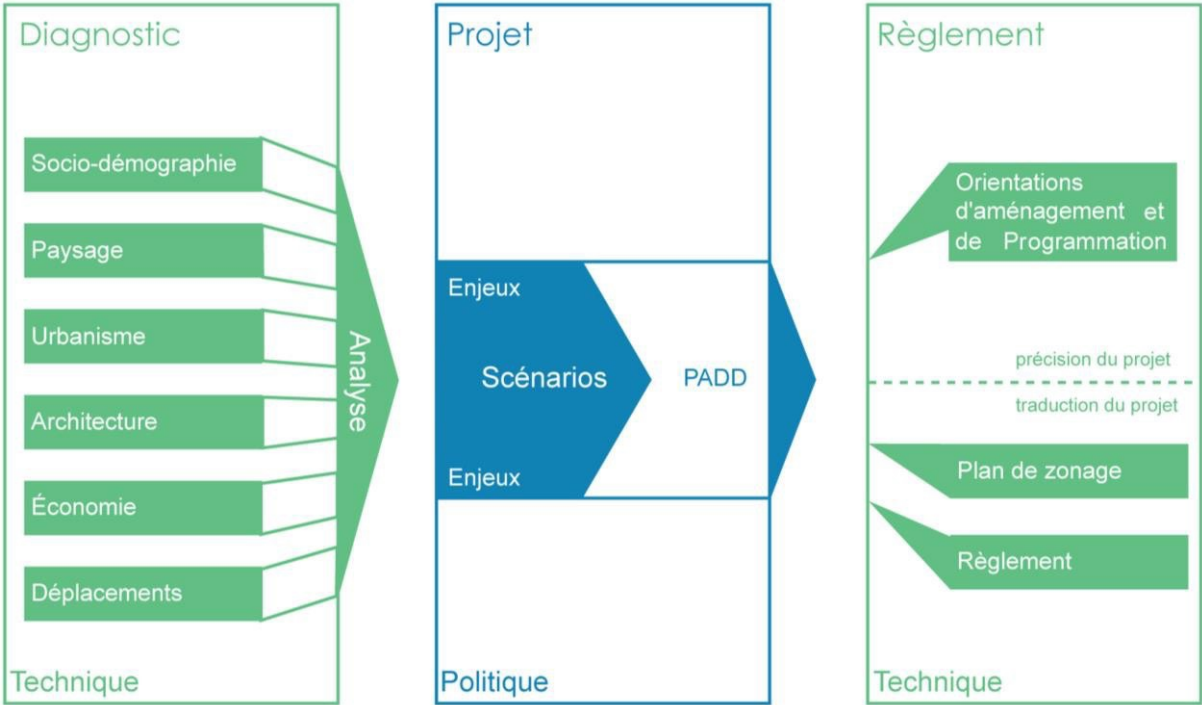 Diagnostic
Socio-démographie
Paysage
Urbanisme
Architecture
Économie
Déplacements
Analyse
Technique
Projet
Enjeux
Scénarios
PADD
Enjeux
Politique
Règlement
Orientations
d'aménagement et
de Programmation
précision du projet
traduction du projet
Plan de zonage
Règlement
Technique